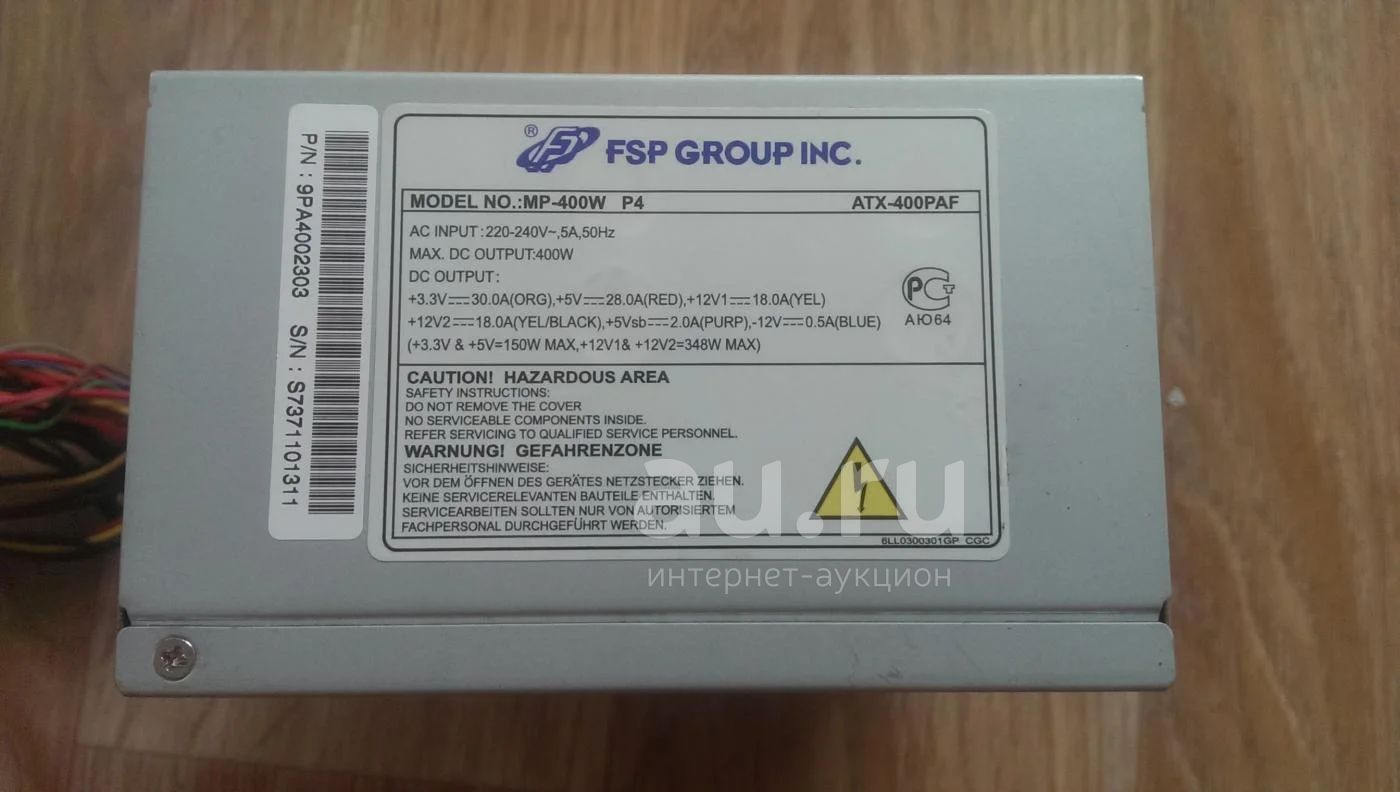 P/N : 9PA4002303 S/N : S7371101311
® FSP GROUP INC.
MODEL NO.:MP-400W P4 ATX-400PAF
AC INPUT:220-240V~,5A,50Hz
MAX. DC OUTPUT:400W
DC OUTPUT:
+3.3V⎓30.0A(ORG),+5V⎓28.0A(RED),+12V1⎓18.0A(YEL)
+12V2⎓18.0A(YEL/BLACK),+5Vsb⎓2.0A(PURP),-12V⎓0.5A(BLUE)
(+3.3V & +5V=150W MAX,+12V1& +12V2=348W MAX)
РСт
АЮ64
CAUTION! HAZARDOUS AREA
SAFETY INSTRUCTIONS:
DO NOT REMOVE THE COVER
NO SERVICEABLE COMPONENTS INSIDE.
REFER SERVICING TO QUALIFIED SERVICE PERSONNEL.
WARNUNG! GEFAHRENZONE
SICHERHEITSHINWEISE:
VOR DEM ÖFFNEN DES GERÄTES NETZSTECKER ZIEHEN.
KEINE SERVICERELEVANTEN BAUTEILE ENTHALTEN.
SERVICEARBEITEN SOLLTEN NUR VON AUTORISIERTEM
FACHPERSONAL DURCHGEFÜHRT WERDEN.
6LL0300301GP CGC
au.ru
интернет-аукцион